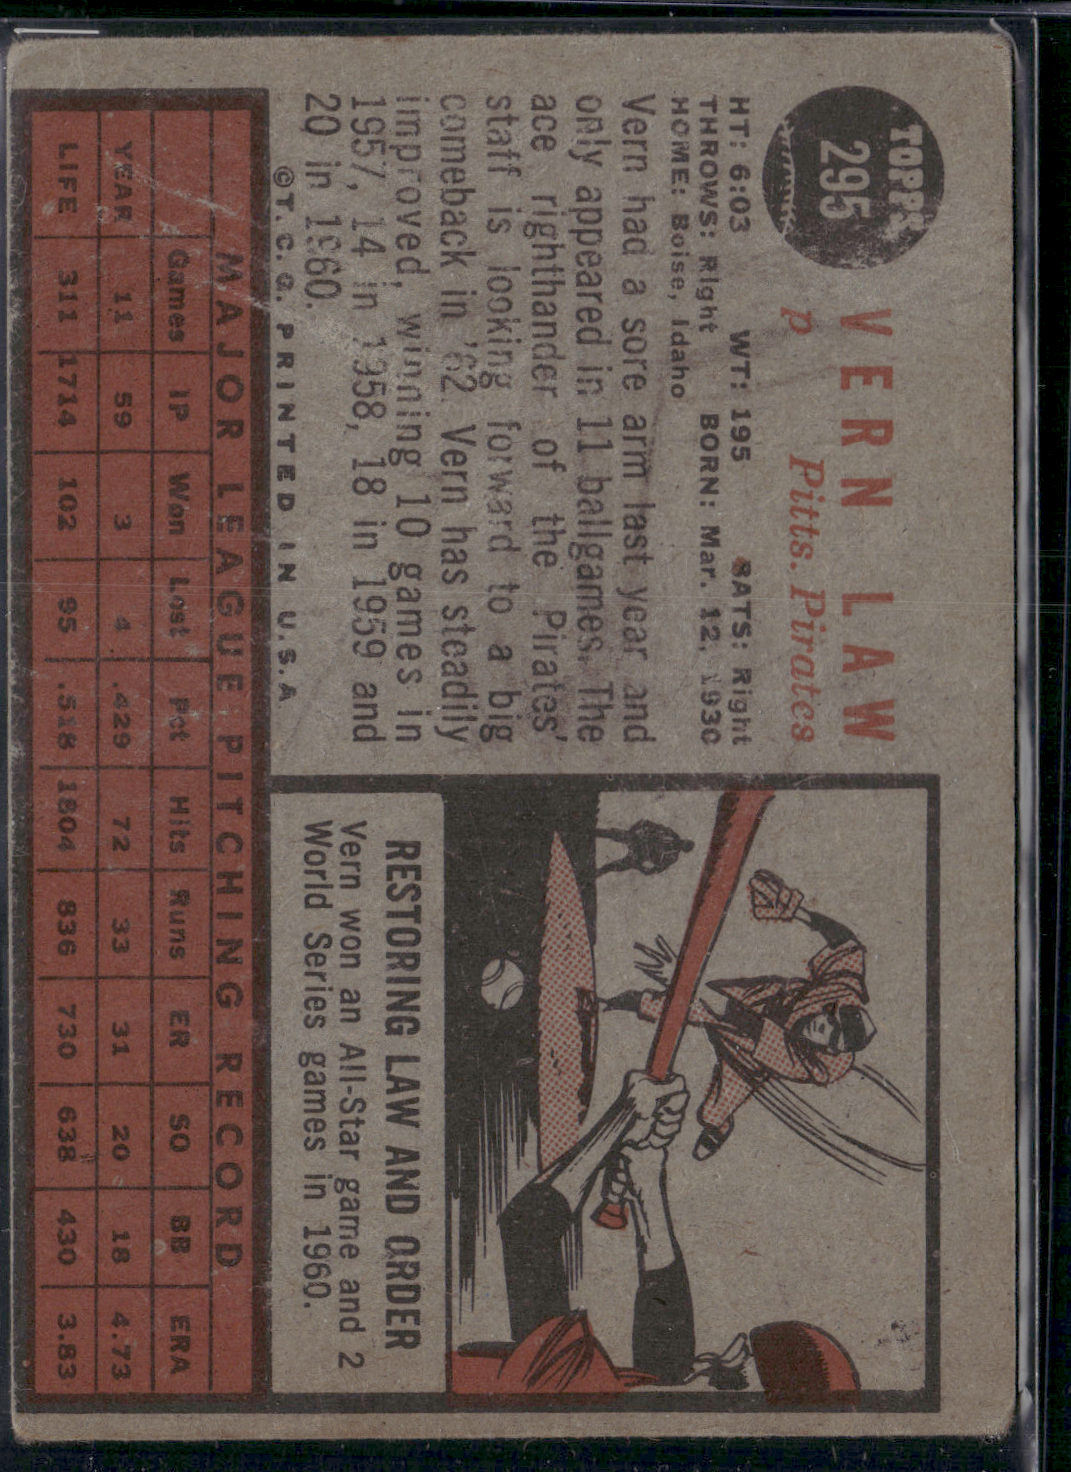 TOPPS
295
VERN LAW
p Pitts. Pirates
HT: 6:03 WT: 195 BATS: Right
THROWS: Right BORN: Mar. 12, 1930
HOME: Boise, Idaho
Vern had a sore arm last year and
only appeared in 11 ballgames. The
ace righthander of the Pirates'
staff is looking forward to a big
comeback in '62. Vern has steadily
improved, winning 10 games in
1957, 14 in 1958, 18 in 1959 and
20 in 1960.
©T. C. G. PRINTED IN U.S.A
RESTORING LAW AND ORDER
Vern won an All-Star game and 2
World Series games in 1960.
MAJOR LEAGUE PITCHING RECORD
Games IP Won Lost Pct Hits Runs ER SO BB ERA
YEAR 11 59 3 4 .429 72 33 31 20 18 4.73
LIFE 311 1714 102 95 .518 1804 836 730 638 430 3.83